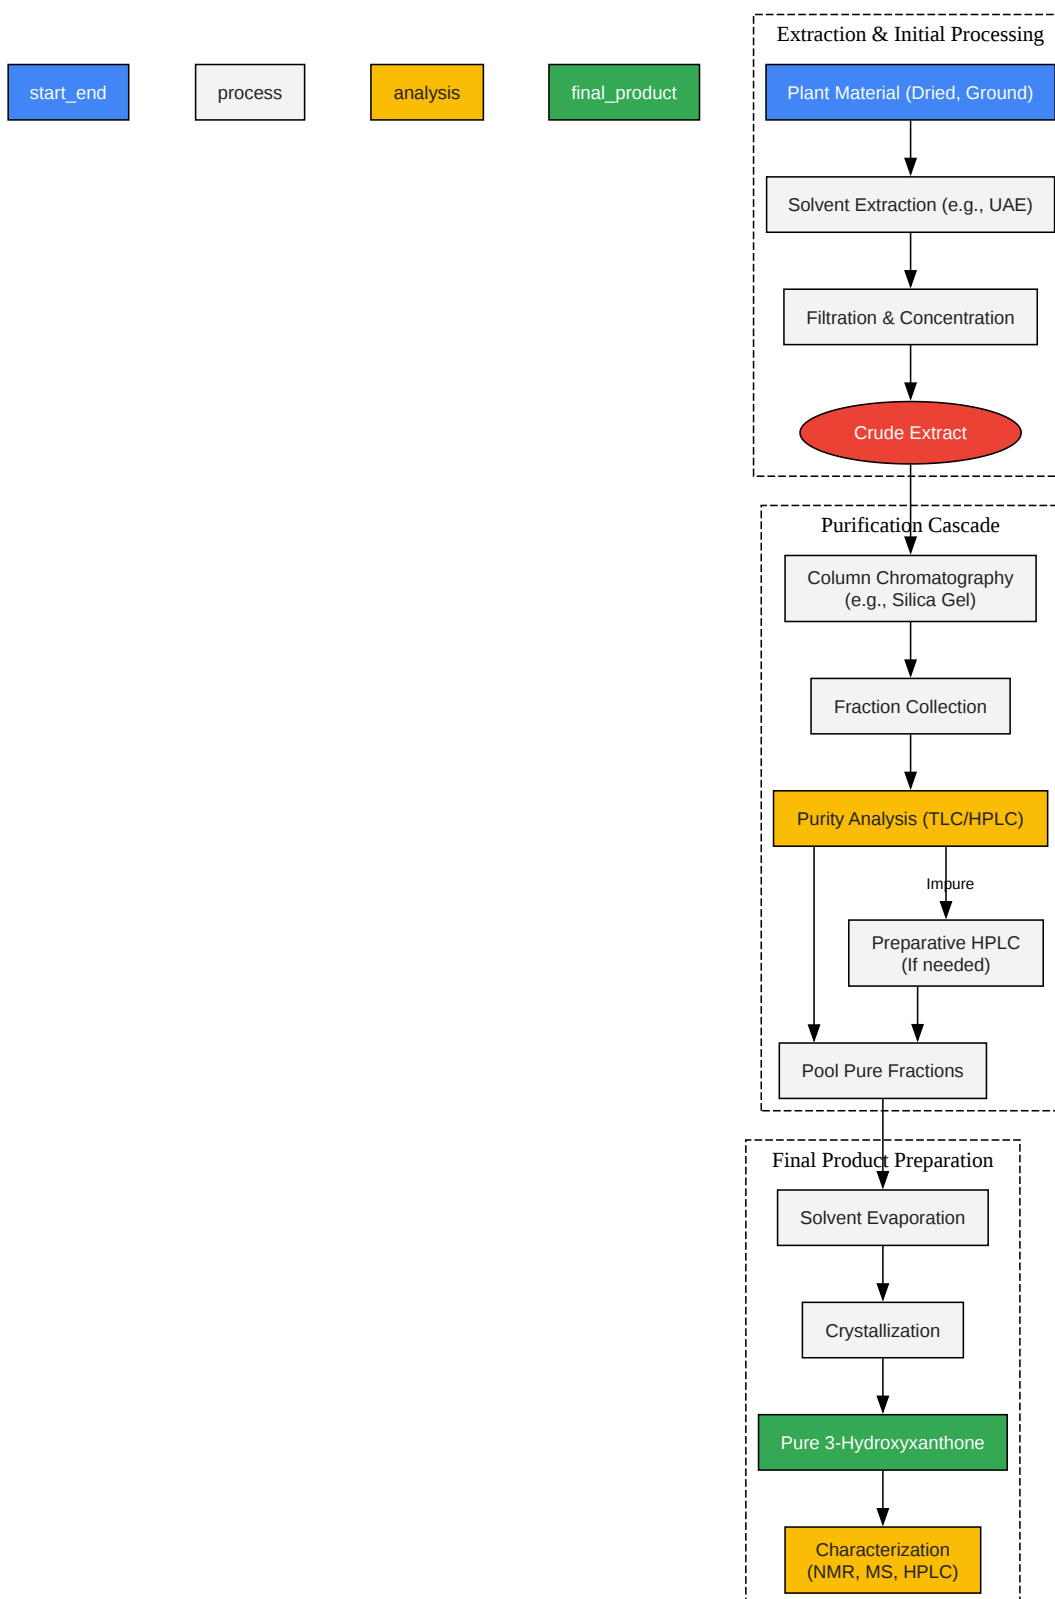 Extraction & Initial Processing
start_end
process
analysis
final_product
Plant Material (Dried, Ground)
Solvent Extraction (e.g., UAE)
Filtration & Concentration
Crude Extract
Purification Cascade
Column Chromatography
(e.g., Silica Gel)
Fraction Collection
Purity Analysis (TLC/HPLC)
Impure
Preparative HPLC
(If needed)
Pool Pure Fractions
Final Product Preparation
Solvent Evaporation
Crystallization
Pure 3-Hydroxyxanthone
Characterization
(NMR, MS, HPLC)